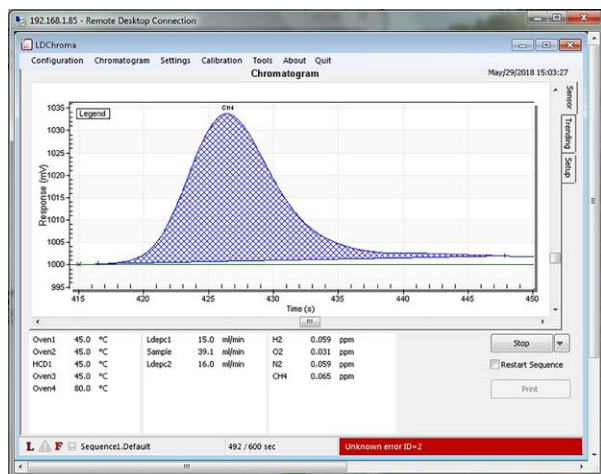 192.168.1.85 - Remote Desktop Connection
LDChroma
Configuration Chromatogram Settings Calibration Tools About Quit
Chromatogram May/29/2018 15:03:27
Legend
CH4
Response (mV)
1035
1030
1025
1020
1015
1010
1005
1000
995
415 420 425 430 435 440 445 450
Time (s)
Sensor
Trending
Setup
Oven1 45.0 °C Ldepc1 15.0 ml/min H2 0.059 ppm
Oven2 45.0 °C Sample 39.1 ml/min O2 0.031 ppm
HCD1 45.0 °C Ldepc2 16.0 ml/min N2 0.059 ppm
Oven3 45.0 °C CH4 0.065 ppm
Oven4 80.0 °C
Stop
Restart Sequence
Print
L F Sequence1.Default 492 / 600 sec Unknown error ID=2